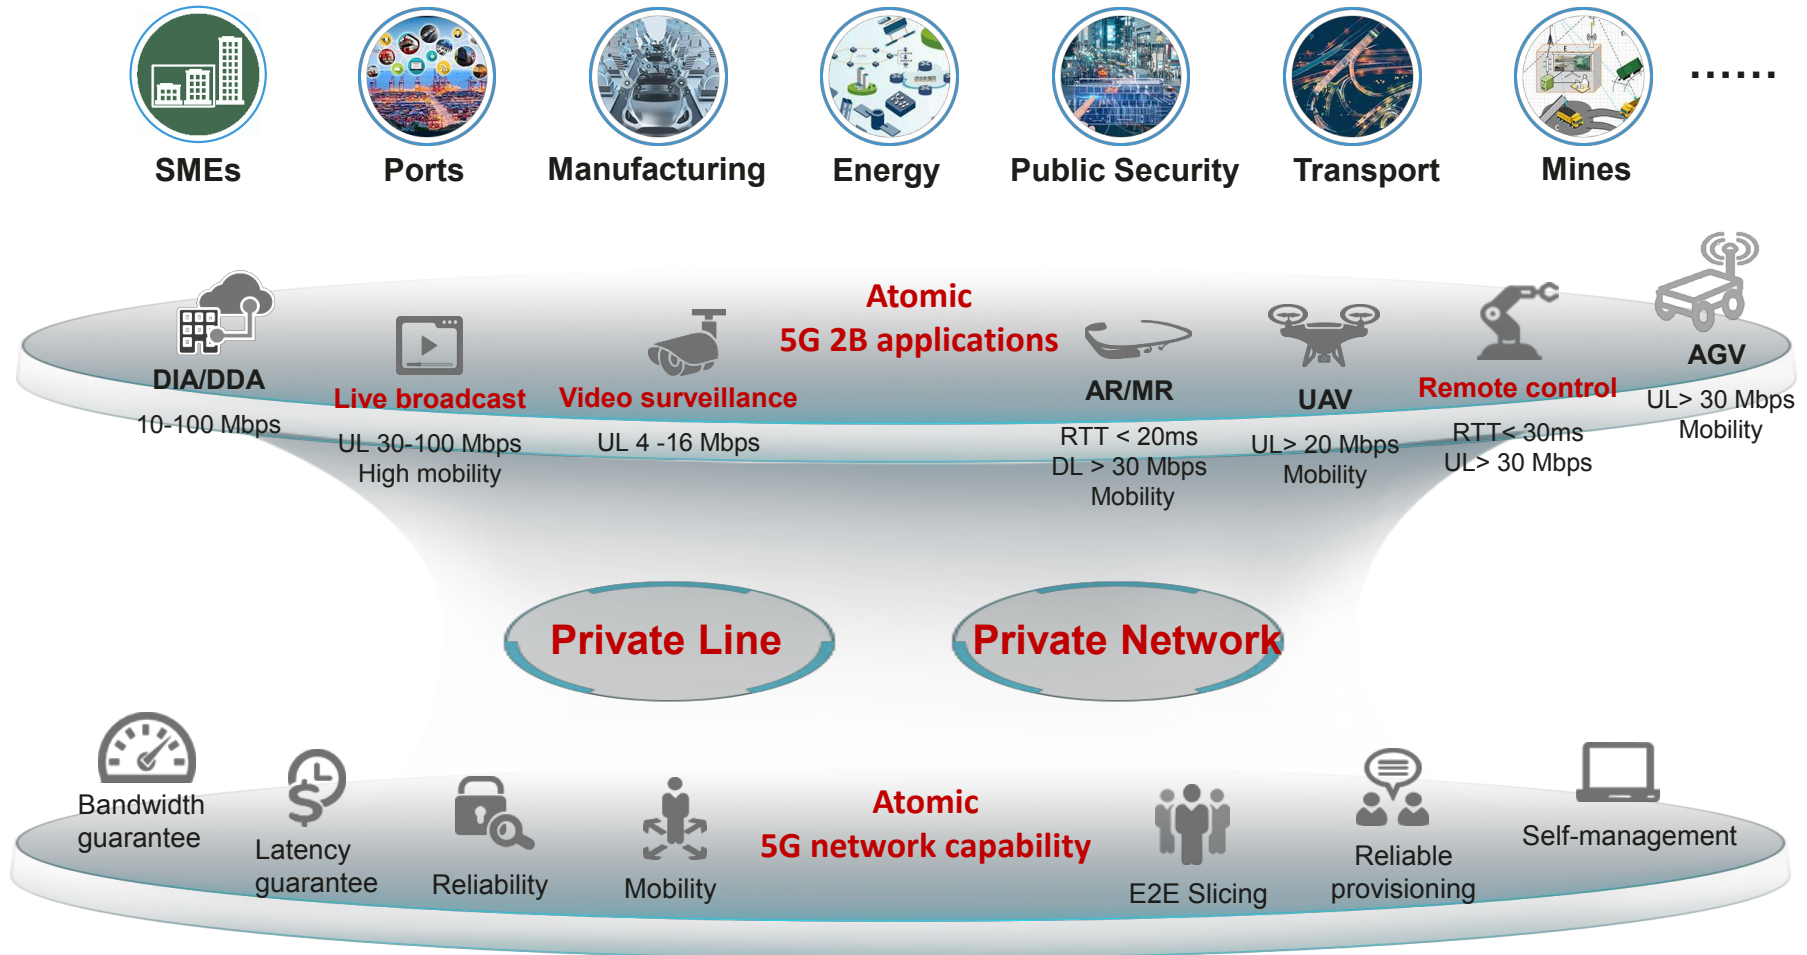 SMEs
Ports
Manufacturing
Energy
Public Security
Transport
Mines
......
Atomic
5G 2B applications
DIA/DDA
10-100 Mbps
Live broadcast
UL 30-100 Mbps
High mobility
Video surveillance
UL 4 -16 Mbps
AR/MR
RTT < 20ms
DL > 30 Mbps
Mobility
UAV
UL> 20 Mbps
Mobility
Remote control
RTT< 30ms
UL> 30 Mbps
AGV
UL> 30 Mbps
Mobility
Private Line
Private Network
Atomic
5G network capability
Bandwidth
guarantee
Latency
guarantee
Reliability
Mobility
E2E Slicing
Reliable
provisioning
Self-management